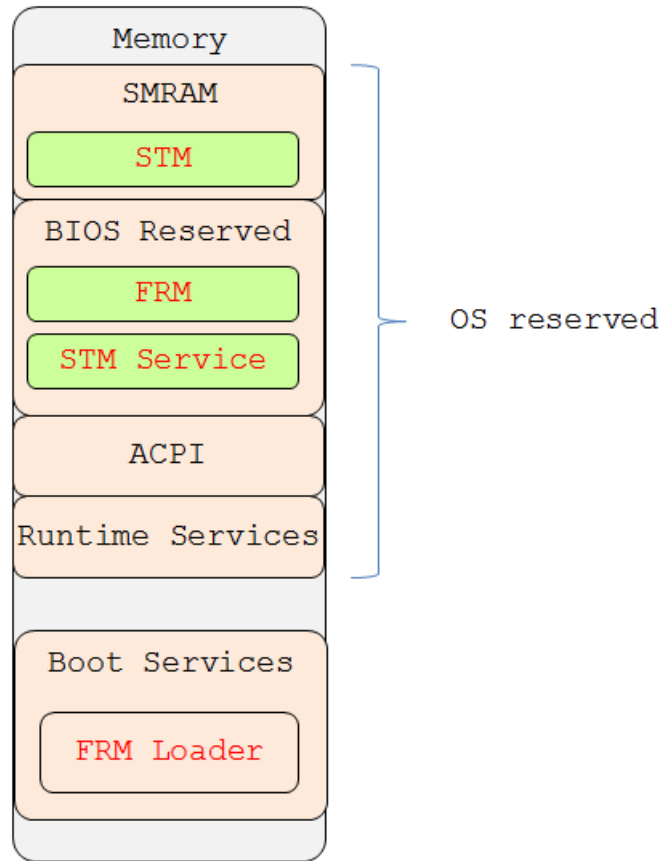 Memory
SMRAM
STM
BIOS Reserved
FRM
STM Service
OS reserved
ACPI
Runtime Services
Boot Services
FRM Loader